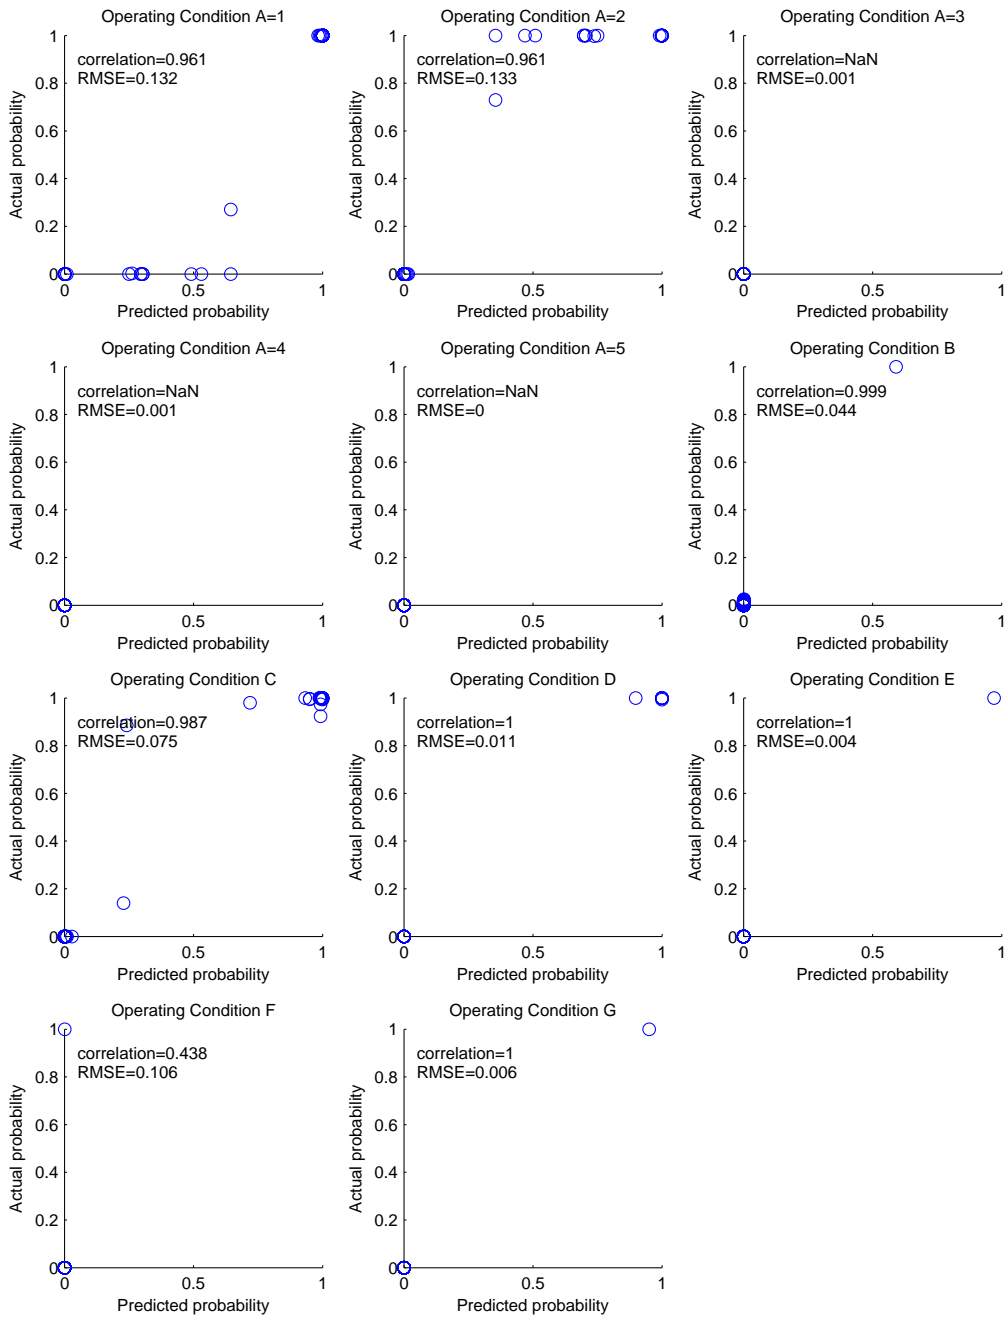 Operating Condition A=1
correlation=0.961
RMSE=0.132
Actual probability
1
0.8
0.6
0.4
0.2
0
0
0.5
1
Predicted probability
Operating Condition A=2
correlation=0.961
RMSE=0.133
Actual probability
1
0.8
0.6
0.4
0.2
0
0
0.5
1
Predicted probability
Operating Condition A=3
correlation=NaN
RMSE=0.001
Actual probability
1
0.8
0.6
0.4
0.2
0
0
0.5
1
Predicted probability
Operating Condition A=4
correlation=NaN
RMSE=0.001
Actual probability
1
0.8
0.6
0.4
0.2
0
0
0.5
1
Predicted probability
Operating Condition A=5
correlation=NaN
RMSE=0
Actual probability
1
0.8
0.6
0.4
0.2
0
0
0.5
1
Predicted probability
Operating Condition B
correlation=0.999
RMSE=0.044
Actual probability
1
0.8
0.6
0.4
0.2
0
0
0.5
1
Predicted probability
Operating Condition C
correlation=0.987
RMSE=0.075
Actual probability
1
0.8
0.6
0.4
0.2
0
0
0.5
1
Predicted probability
Operating Condition D
correlation=1
RMSE=0.011
Actual probability
1
0.8
0.6
0.4
0.2
0
0
0.5
1
Predicted probability
Operating Condition E
correlation=1
RMSE=0.004
Actual probability
1
0.8
0.6
0.4
0.2
0
0
0.5
1
Predicted probability
Operating Condition F
correlation=0.438
RMSE=0.106
Actual probability
1
0.8
0.6
0.4
0.2
0
0
0.5
1
Predicted probability
Operating Condition G
correlation=1
RMSE=0.006
Actual probability
1
0.8
0.6
0.4
0.2
0
0
0.5
1
Predicted probability